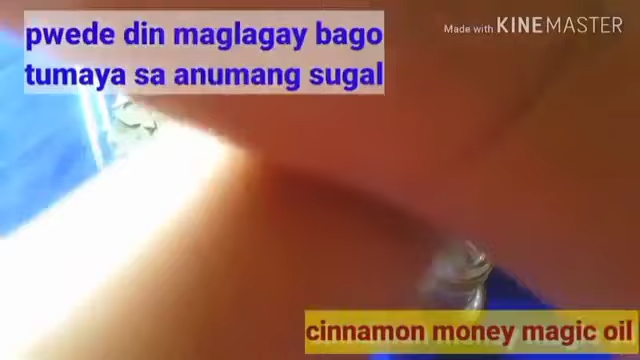 pwede din maglagay bago
tumaya sa anumang sugal
Made with KINEMASTER
cinnamon money magic oil